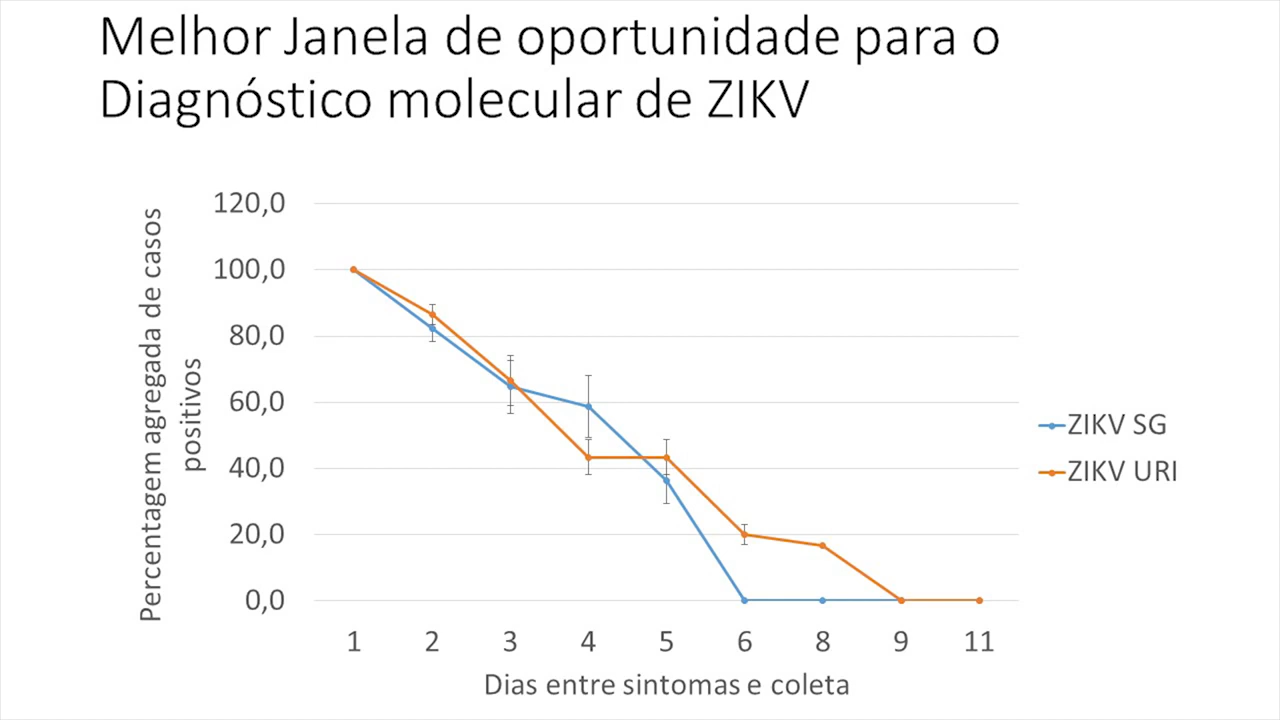 Melhor Janela de oportunidade para o
Diagnóstico molecular de ZIKV
Percentagem agregada de casos
positivos
120,0
100,0
80,0
60,0
40,0
20,0
0,0
1 2 3 4 5 6 8 9 11
Dias entre sintomas e coleta
ZIKV SG
ZIKV URI